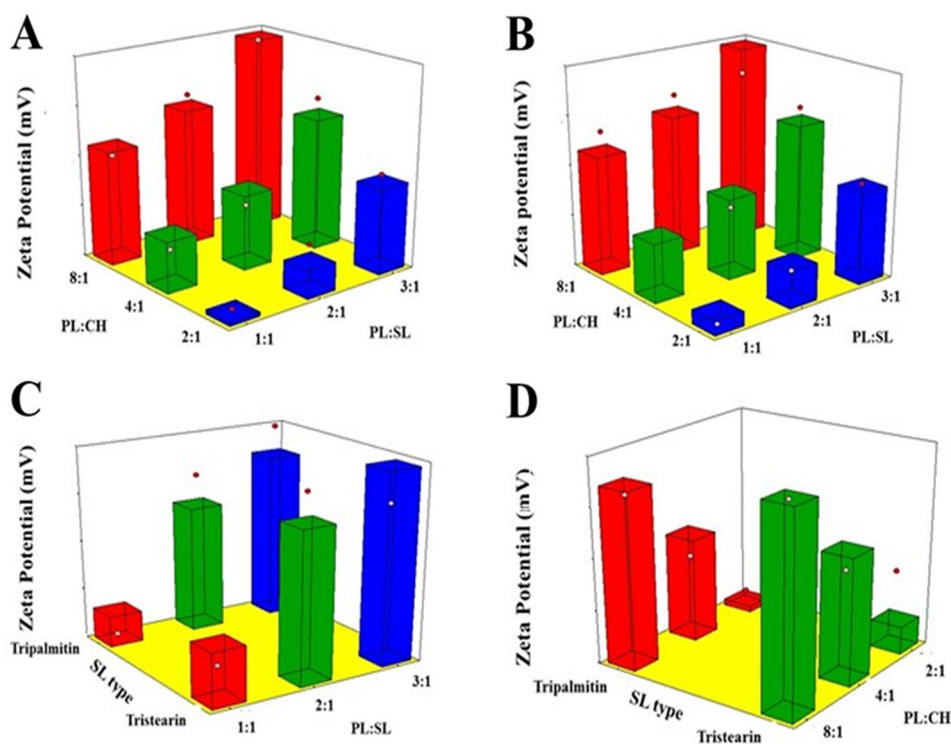 A
Zeta Potential (mV)
8:1
4:1
2:1
PL:CH
1:1
2:1
3:1
PL:SL
B
Zeta potential (mV)
8:1
4:1
2:1
PL:CH
1:1
2:1
3:1
PL:SL
C
Zeta Potential (mV)
Tripalmitin
SL type
Tristearin
1:1
2:1
3:1
PL:SL
D
Zeta Potential (mV)
Tripalmitin
SL type
Tristearin
8:1
4:1
2:1
PL:CH